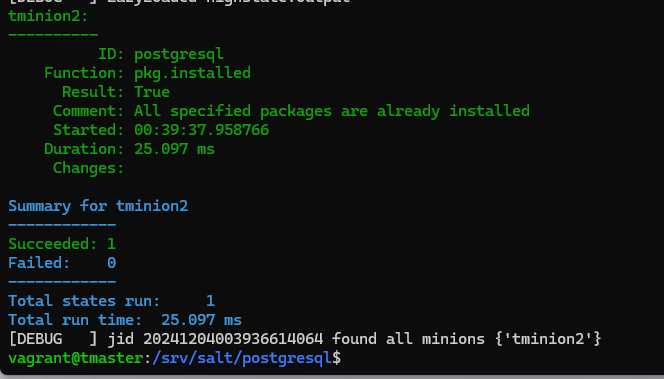 [DEBUG   ] LazyLoaded highstate.output
tminion2:
----------
          ID: postgresql
    Function: pkg.installed
      Result: True
     Comment: All specified packages are already installed
     Started: 00:39:37.958766
    Duration: 25.097 ms
     Changes:

Summary for tminion2
------------
Succeeded: 1
Failed:    0
------------
Total states run:     1
Total run time:  25.097 ms
[DEBUG   ] jid 20241204003936614064 found all minions {'tminion2'}
vagrant@tmaster:/srv/salt/postgresql$